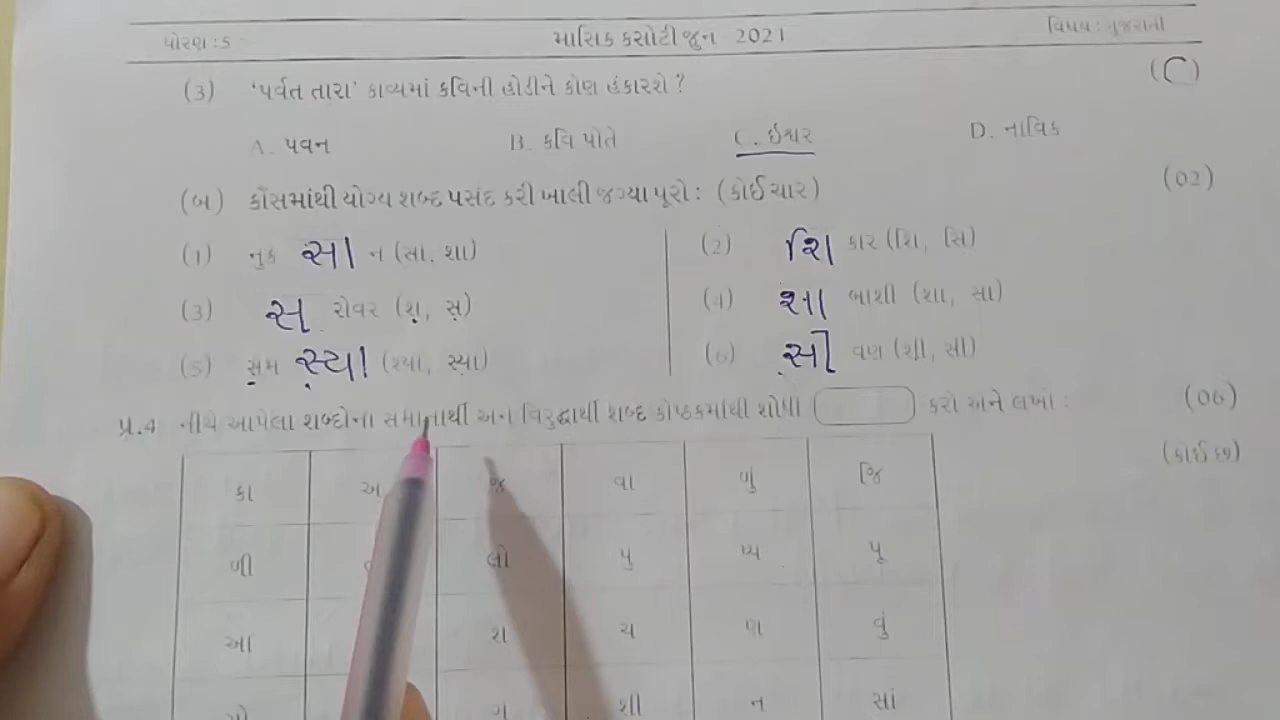 ધોરણ : 5 માસિક કસોટી જુન - 2021 વિષય : ગુજરાતી
(3) ‘પર્વત તારા’ કાવ્યમાં કવિની હોડીને કોણ હંકારશે ? (C)
A. પવન B. કવિ પોતે C. ઈશ્વર D. નાવિક
(બ) કૌંસમાંથી યોગ્ય શબ્દ પસંદ કરી ખાલી જગ્યા પૂરો : (કોઈ ચાર) (02)
(1) નુક સા ન (સા, શા) (2) શિ કાર (શિ, સિ)
(3) સ રોવર (શ, સ) (4) શા બાશી (શા, સા)
(5) સમ સ્યા (શ્યા, સ્યા) (6) સો વણ (શ્રી, સી)
પ્ર.4 નીચે આપેલા શબ્દોના સમાનાર્થી અને વિરુદ્ધાર્થી શબ્દ કોષ્ઠકમાંથી શોધી કરો અને લખો : (06)
(કોઈ છ)
કા અ જ વા ળું જિ
ળી લો પુ ષ્ય પૂ
આ રા ચ ણ વું
ગ શી ન સાં